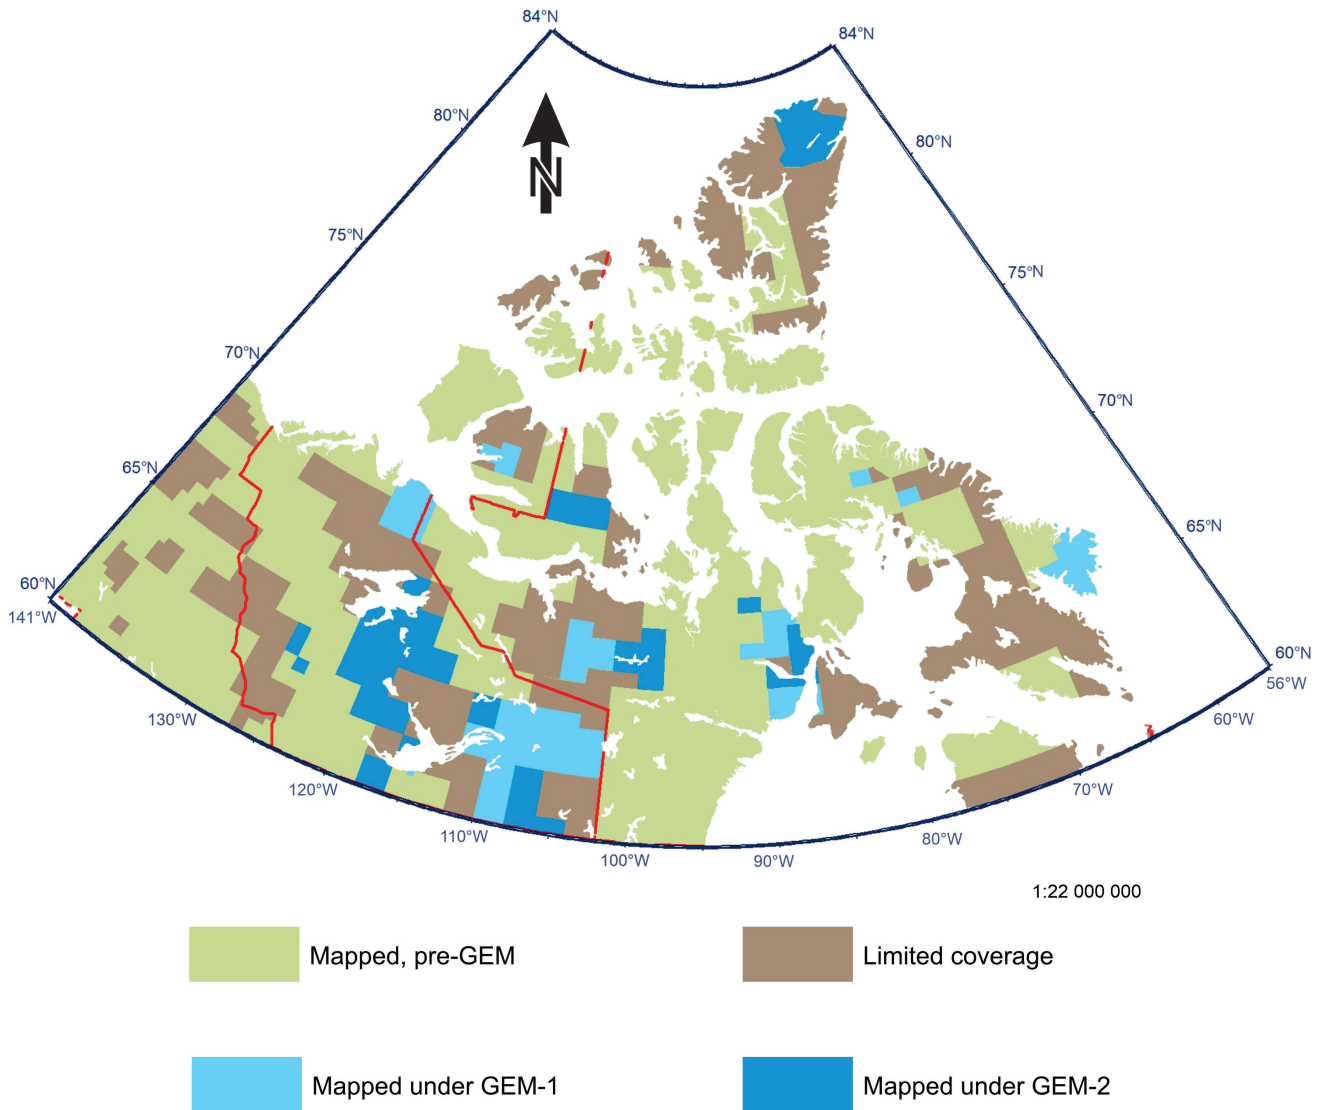 84°N
84°N
80°N
80°N
N
75°N
75°N
70°N
70°N
65°N
65°N
60°N
141°W
60°N
56°W
130°W
60°W
120°W
70°W
110°W
80°W
100°W
90°W
1:22 000 000
Mapped, pre-GEM
Limited coverage
Mapped under GEM-1
Mapped under GEM-2